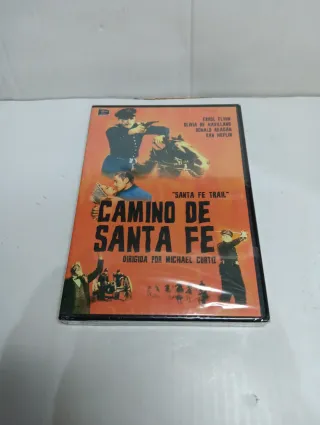 ERROL FLYNN
OLIVIA DE HAVILLAND
RONALD REAGAN
VAN HEFLIN
"SANTA FE TRAIL"
CAMINO DE
SANTA FE
DIRIGIDA POR MICHAEL CURTIZ